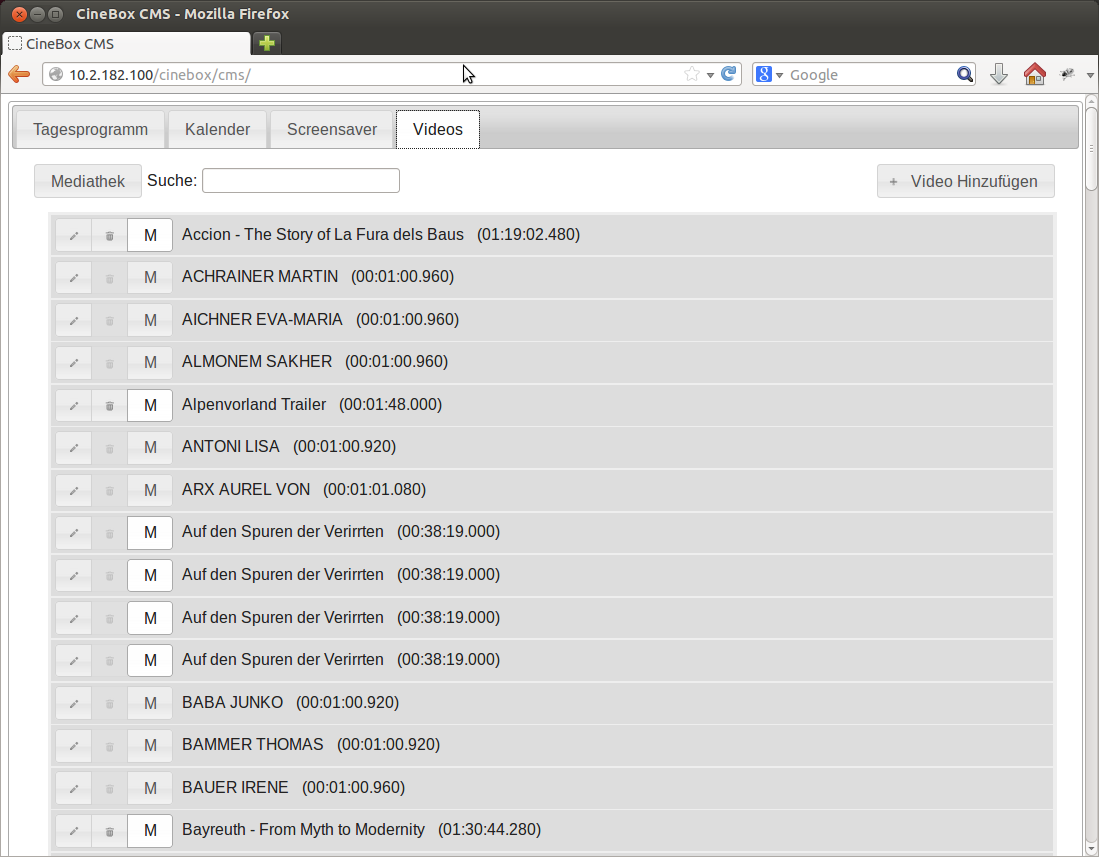 CineBox CMS - Mozilla Firefox
CineBox CMS
10.2.182.100/cinebox/cms/ 8 Google
Tagesprogramm Kalender Screensaver Videos
Mediathek Suche: + Video Hinzufügen
M Accion - The Story of La Fura dels Baus (01:19:02.480)
M ACHRAINER MARTIN (00:01:00.960)
M AICHNER EVA-MARIA (00:01:00.960)
M ALMONEM SAKHER (00:01:00.960)
M Alpenvorland Trailer (00:01:48.000)
M ANTONI LISA (00:01:00.920)
M ARX AUREL VON (00:01:01.080)
M Auf den Spuren der Verirrten (00:38:19.000)
M Auf den Spuren der Verirrten (00:38:19.000)
M Auf den Spuren der Verirrten (00:38:19.000)
M Auf den Spuren der Verirrten (00:38:19.000)
M BABA JUNKO (00:01:00.920)
M BAMMER THOMAS (00:01:00.920)
M BAUER IRENE (00:01:00.960)
M Bayreuth - From Myth to Modernity (01:30:44.280)